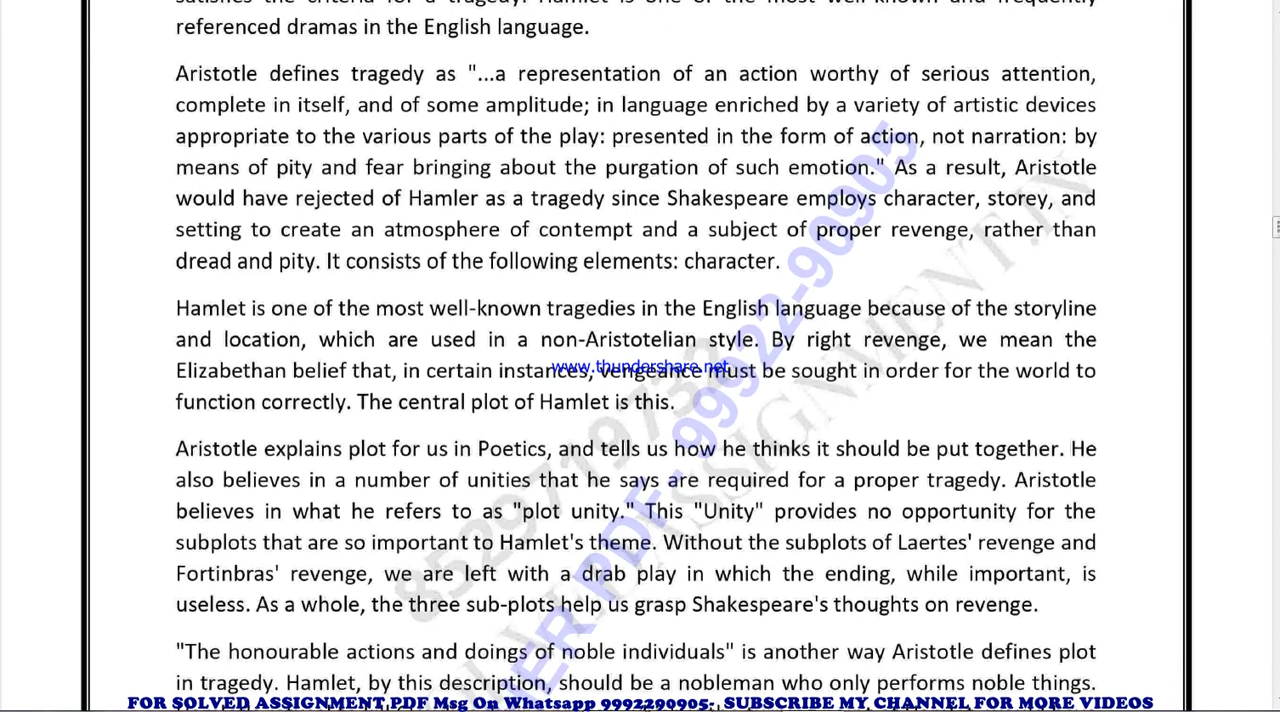 referenced dramas in the English language.
Aristotle defines tragedy as "...a representation of an action worthy of serious attention,
complete in itself, and of some amplitude; in language enriched by a variety of artistic devices
appropriate to the various parts of the play: presented in the form of action, not narration: by
means of pity and fear bringing about the purgation of such emotion." As a result, Aristotle
would have rejected of Hamler as a tragedy since Shakespeare employs character, storey, and
setting to create an atmosphere of contempt and a subject of proper revenge, rather than
dread and pity. It consists of the following elements: character.
Hamlet is one of the most well-known tragedies in the English language because of the storyline
and location, which are used in a non-Aristotelian style. By right revenge, we mean the
Elizabethan belief that, in certain instances, vengeance must be sought in order for the world to
www.thundershare.net
function correctly. The central plot of Hamlet is this.
Aristotle explains plot for us in Poetics, and tells us how he thinks it should be put together. He
also believes in a number of unities that he says are required for a proper tragedy. Aristotle
believes in what he refers to as "plot unity." This "Unity" provides no opportunity for the
subplots that are so important to Hamlet's theme. Without the subplots of Laertes' revenge and
Fortinbras' revenge, we are left with a drab play in which the ending, while important, is
useless. As a whole, the three sub-plots help us grasp Shakespeare's thoughts on revenge.
"The honourable actions and doings of noble individuals" is another way Aristotle defines plot
in tragedy. Hamlet, by this description, should be a nobleman who only performs noble things.
FOR SOLVED ASSIGNMENT PDF Msg On Whatsapp 9992290905-, SUBSCRIBE MY CHANNEL FOR MORE VIDEOS